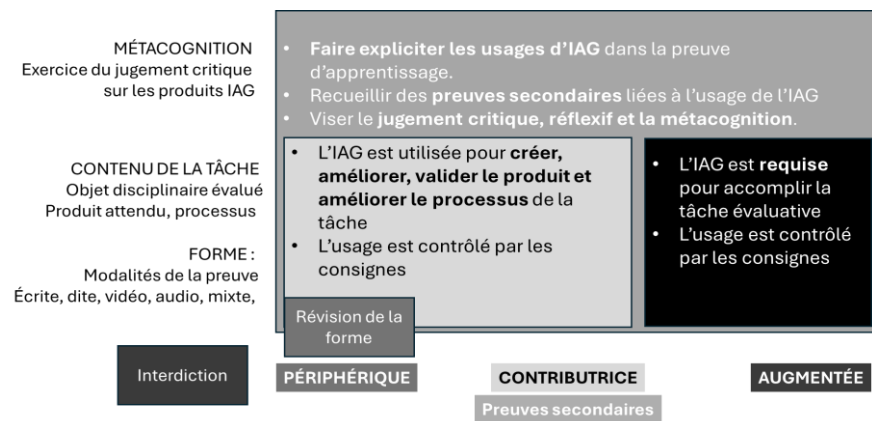 MÉTACOGNITION
Exercice du jugement critique
sur les produits IAG
• Faire expliciter les usages d'IAG dans la preuve
d'apprentissage.
• Recueillir des preuves secondaires liées à l'usage de l'IAG
• Viser le jugement critique, réflexif et la métacognition.
CONTENU DE LA TÂCHE
Objet disciplinaire évalué
Produit attendu, processus
FORME :
Modalités de la preuve
Écrite, dite, vidéo, audio, mixte,
• L'IAG est utilisée pour créer,
améliorer, valider le produit et
améliorer le processus de la
tâche
• L'usage est contrôlé par les
consignes
• L'IAG est requise
pour accomplir la
tâche évaluative
• L'usage est contrôlé
par les consignes
Révision de la
forme
Interdiction
PÉRIPHÉRIQUE
CONTRIBUTRICE
AUGMENTÉE
Preuves secondaires